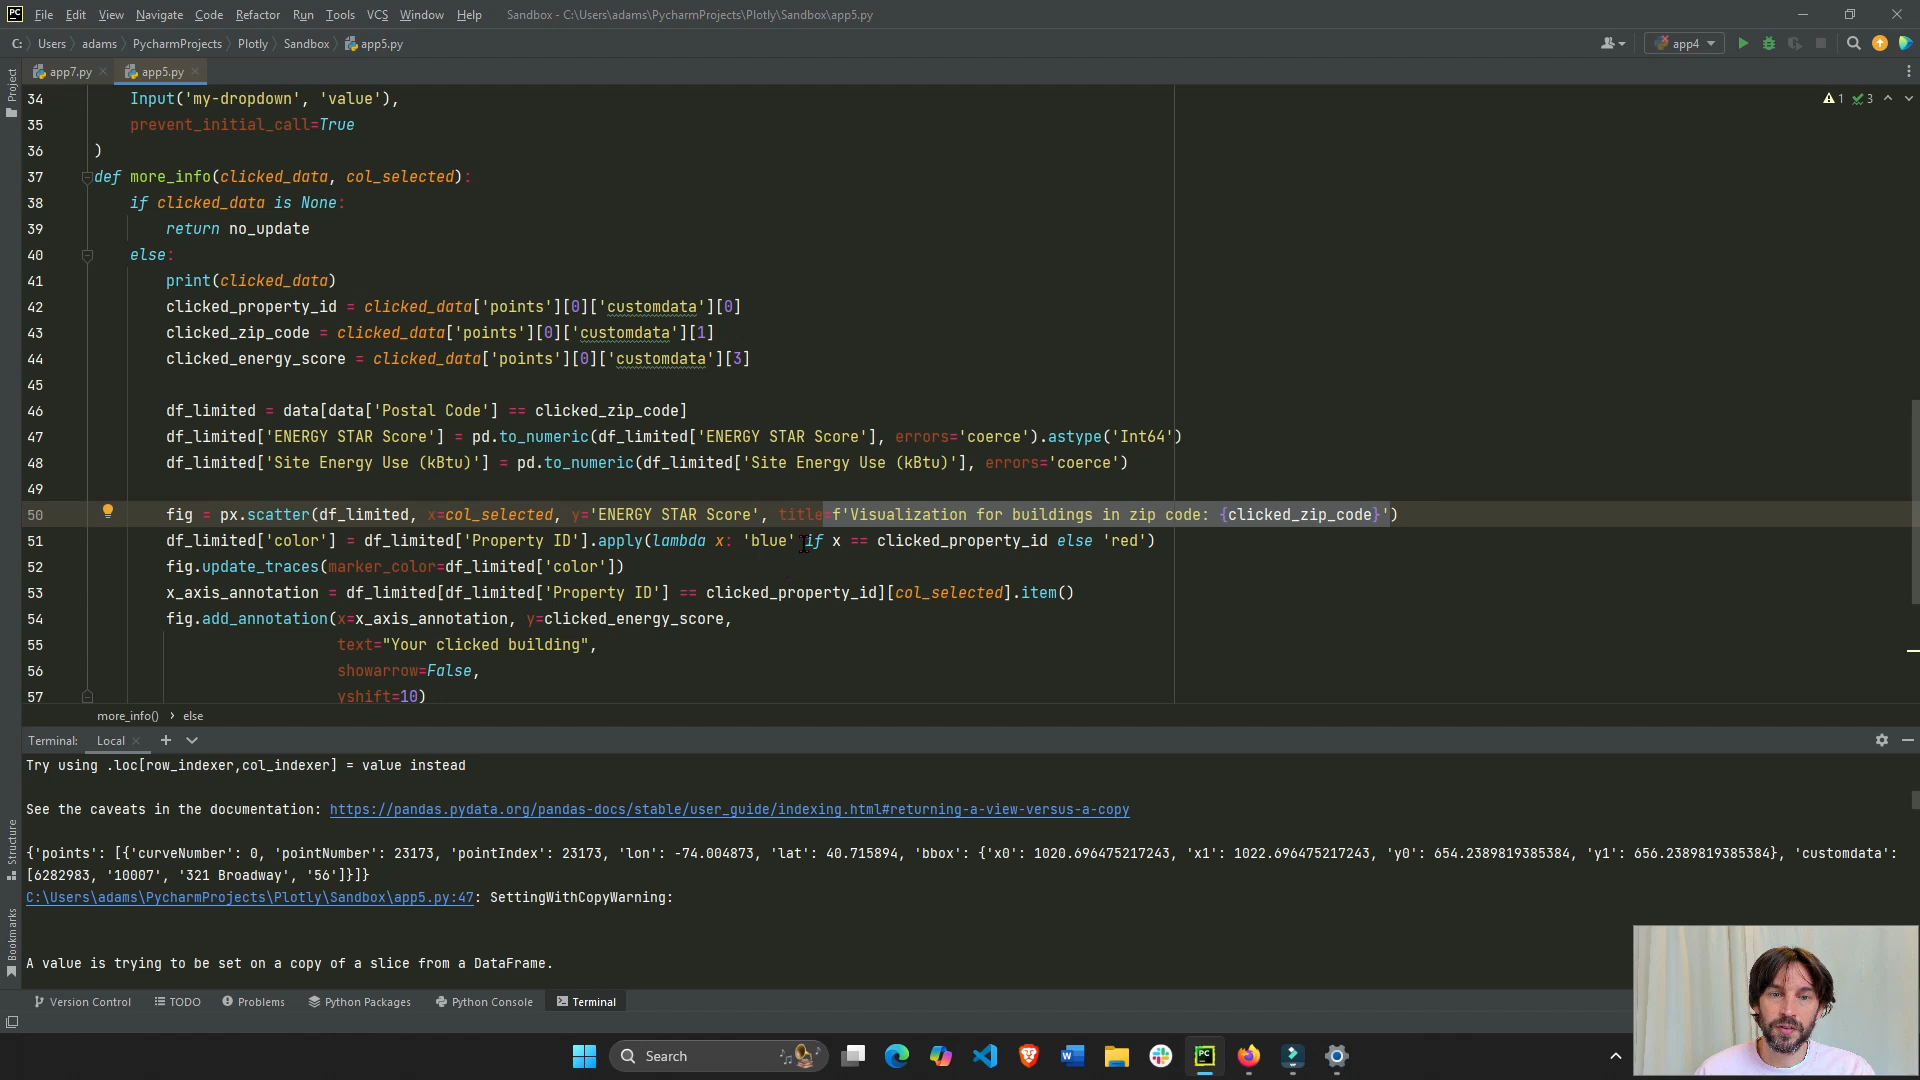 PC File Edit View Navigate Code Refactor Run Tools VCS Window Help Sandbox - C:\Users\adams\PycharmProjects\Plotly\Sandbox\app5.py
C: Users adams PycharmProjects Plotly Sandbox app5.py app4
app7.py app5.py
Project
34 Input('my-dropdown', 'value'), 1 3
35 prevent_initial_call=True
36 )
37 def more_info(clicked_data, col_selected):
38 if clicked_data is None:
39 return no_update
40 else:
41 print(clicked_data)
42 clicked_property_id = clicked_data['points'][0]['customdata'][0]
43 clicked_zip_code = clicked_data['points'][0]['customdata'][1]
44 clicked_energy_score = clicked_data['points'][0]['customdata'][3]
45
46 df_limited = data[data['Postal Code'] == clicked_zip_code]
47 df_limited['ENERGY STAR Score'] = pd.to_numeric(df_limited['ENERGY STAR Score'], errors='coerce').astype('Int64')
48 df_limited['Site Energy Use (kBtu)'] = pd.to_numeric(df_limited['Site Energy Use (kBtu)'], errors='coerce')
49
50 fig = px.scatter(df_limited, x=col_selected, y='ENERGY STAR Score', title=f'Visualization for buildings in zip code: {clicked_zip_code}')
51 df_limited['color'] = df_limited['Property ID'].apply(lambda x: 'blue' if x == clicked_property_id else 'red')
52 fig.update_traces(marker_color=df_limited['color'])
53 x_axis_annotation = df_limited[df_limited['Property ID'] == clicked_property_id][col_selected].item()
54 fig.add_annotation(x=x_axis_annotation, y=clicked_energy_score,
55 text="Your clicked building",
56 showarrow=False,
57 yshift=10)
more_info() else
Terminal: Local
Try using .loc[row_indexer,col_indexer] = value instead
See the caveats in the documentation: https://pandas.pydata.org/pandas-docs/stable/user_guide/indexing.html#returning-a-view-versus-a-copy
{'points': [{'curveNumber': 0, 'pointNumber': 23173, 'pointIndex': 23173, 'lon': -74.004873, 'lat': 40.715894, 'bbox': {'x0': 1020.696475217243, 'x1': 1022.696475217243, 'y0': 654.2389819385384, 'y1': 656.2389819385384}, 'customdata':
[6282983, '10007', '321 Broadway', '56']}]}
C:\Users\adams\PycharmProjects\Plotly\Sandbox\app5.py:47: SettingWithCopyWarning:
A value is trying to be set on a copy of a slice from a DataFrame.
Structure
Bookmarks
Version Control TODO Problems Python Packages Python Console Terminal
Search